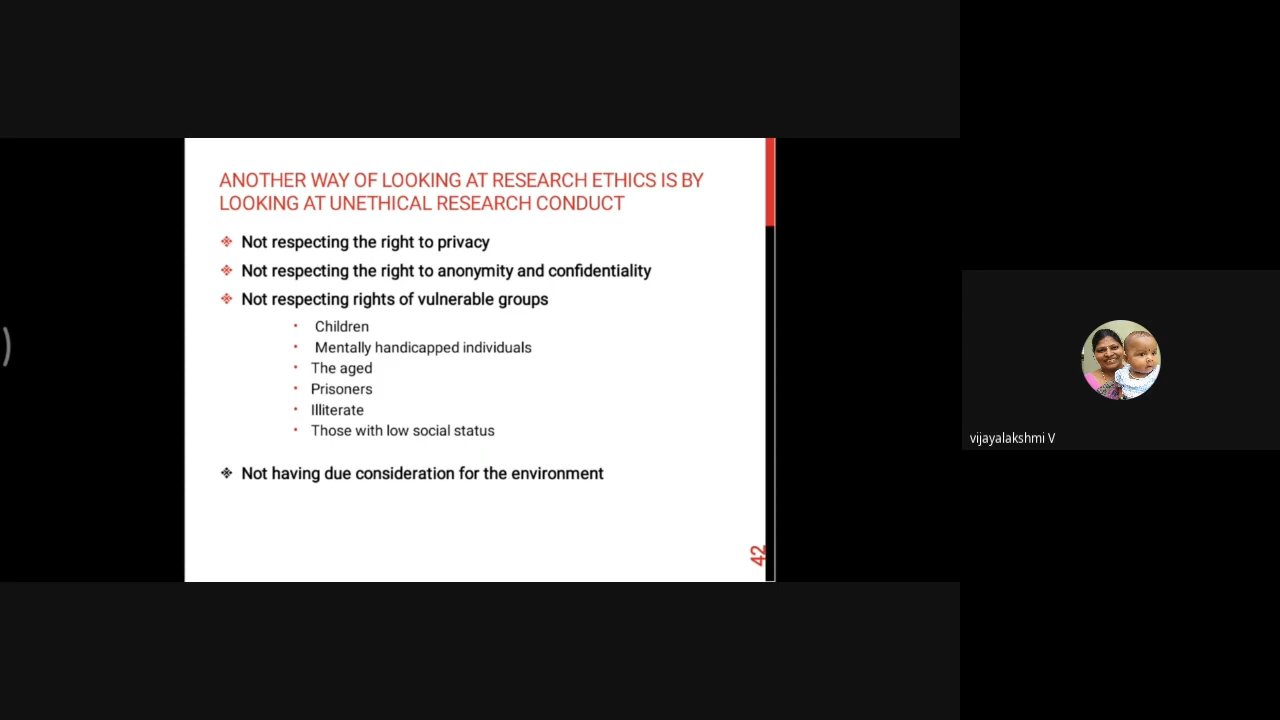 ANOTHER WAY OF LOOKING AT RESEARCH ETHICS IS BY
LOOKING AT UNETHICAL RESEARCH CONDUCT
Not respecting the right to privacy
Not respecting the right to anonymity and confidentiality
Not respecting rights of vulnerable groups
Children
Mentally handicapped individuals
The aged
Prisoners
Illiterate
Those with low social status
Not having due consideration for the environment
42
vijayalakshmi V